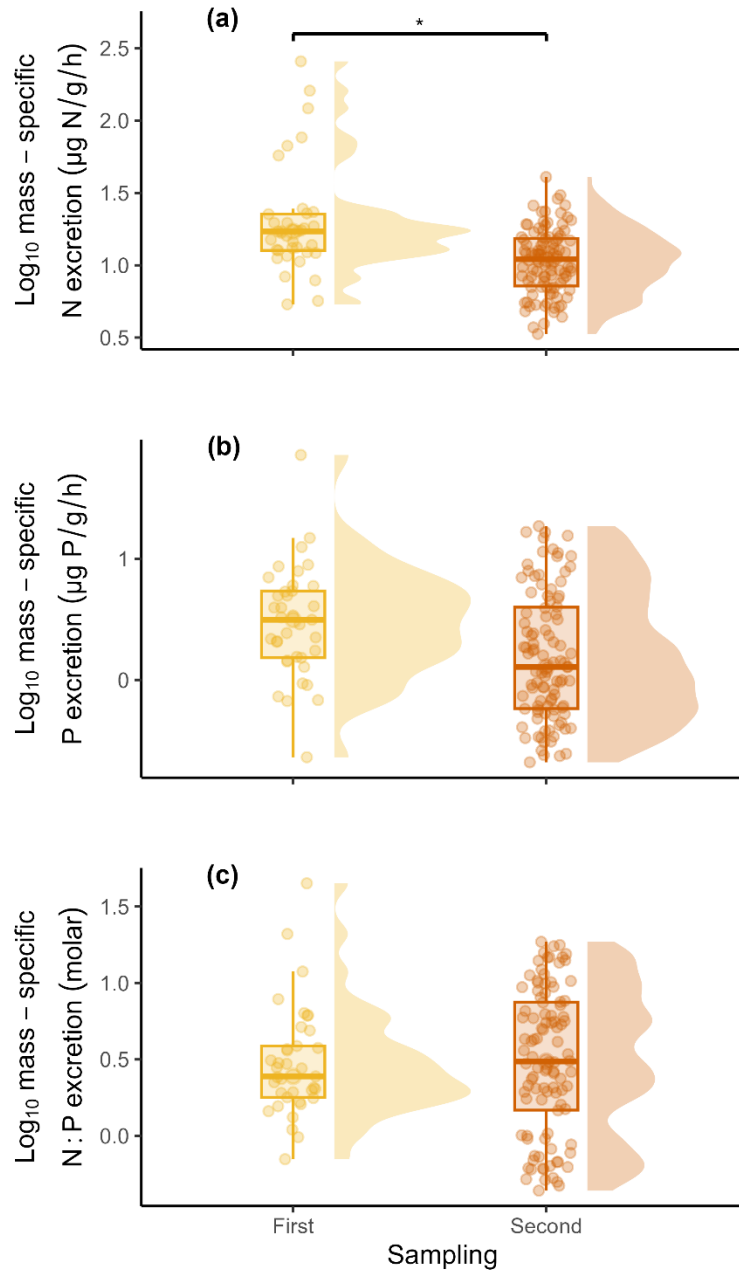 (a)
*
Log₁₀ mass − specific
N excretion (µg N/g/h)
2.5
2.0
1.5
1.0
0.5
(b)
Log₁₀ mass − specific
P excretion (µg P/g/h)
1
0
(c)
Log₁₀ mass − specific
N : P excretion (molar)
1.5
1.0
0.5
0.0
First Second
Sampling